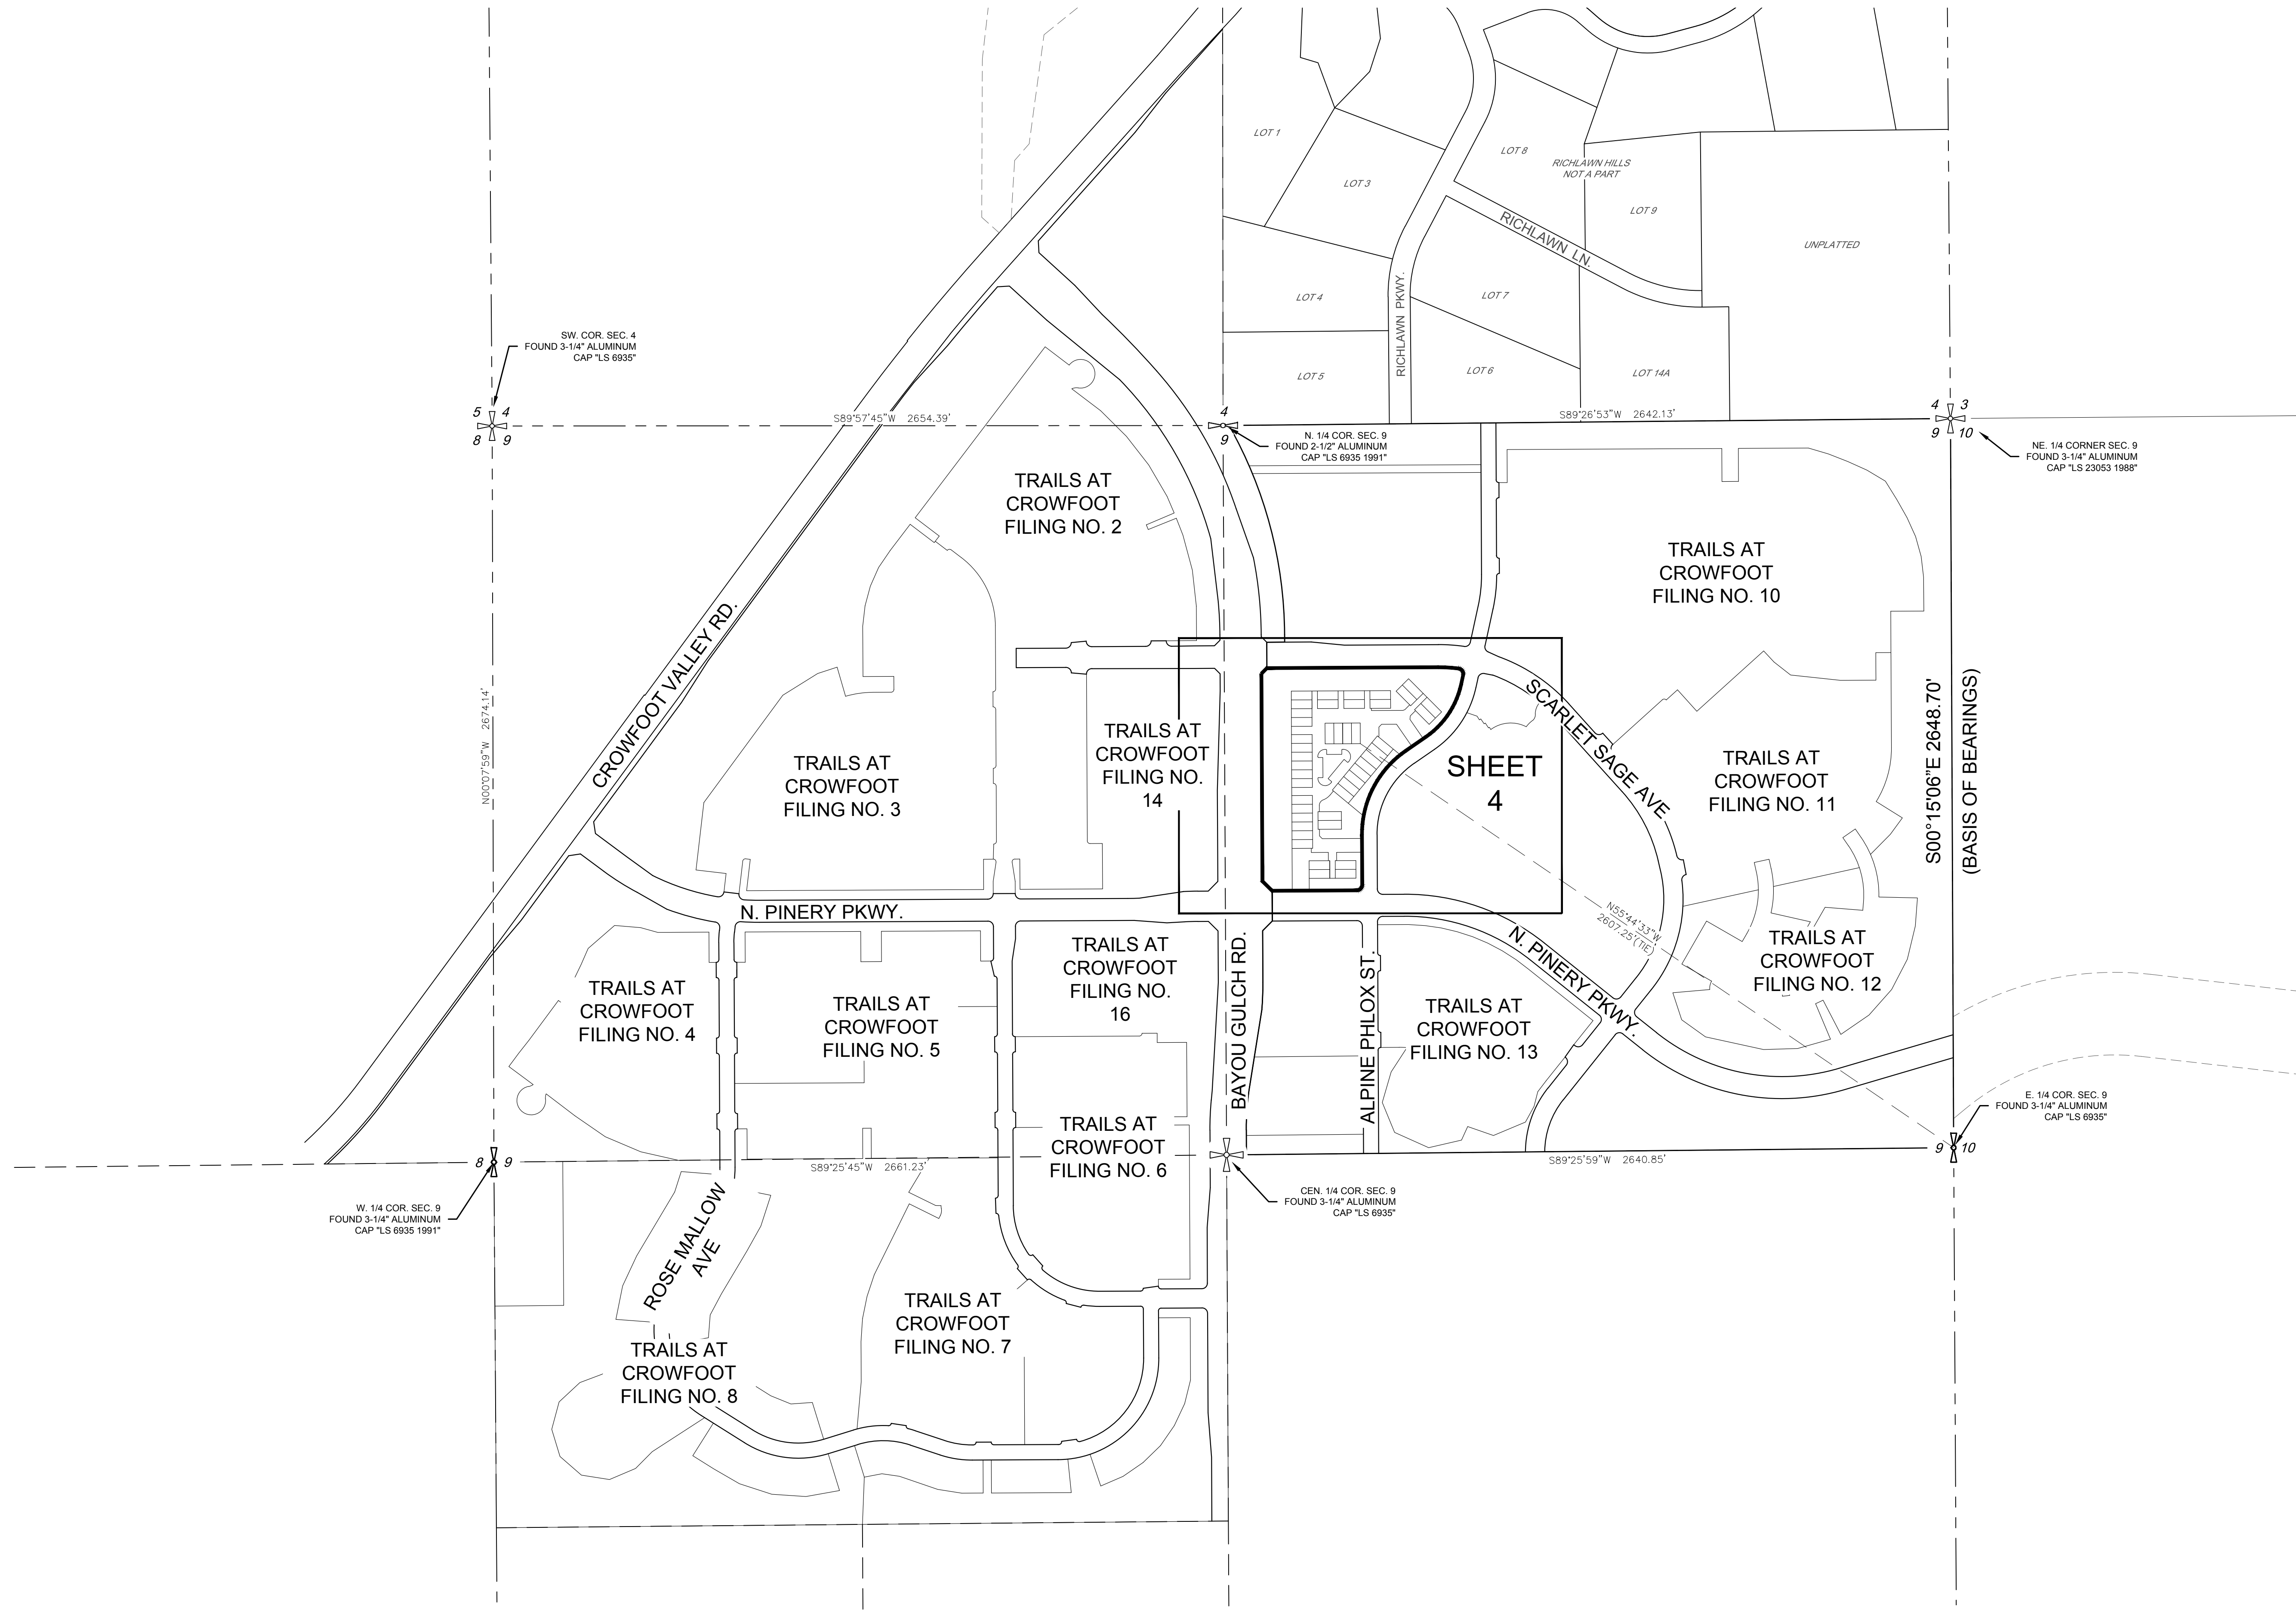 LOT 1
LOT 3
LOT 8
RICHLAWN HILLS
NOT A PART
LOT 9
RICHLAWN LN.
UNPLATTED
LOT 4
LOT 7
RICHLAWN PKWY.
LOT 5
LOT 6
LOT 14A
SW. COR. SEC. 4
FOUND 3-1/4" ALUMINUM
CAP "LS 6935"
5 4
8 9
S89°57'45"W 2654.39'
4
9
N. 1/4 COR. SEC. 9
FOUND 2-1/2" ALUMINUM
CAP "LS 6935 1991"
S89°26'53"W 2642.13'
4 3
9 10
NE. 1/4 CORNER SEC. 9
FOUND 3-1/4" ALUMINUM
CAP "LS 23053 1988"
TRAILS AT
CROWFOOT
FILING NO. 2
TRAILS AT
CROWFOOT
FILING NO. 10
CROWFOOT VALLEY RD.
N00°07'59"W 2674.14'
TRAILS AT
CROWFOOT
FILING NO. 3
TRAILS AT
CROWFOOT
FILING NO.
14
SHEET
4
SCARLET SAGE AVE
TRAILS AT
CROWFOOT
FILING NO. 11
S00°15'06"E 2648.70'
(BASIS OF BEARINGS)
N. PINERY PKWY.
N55°44'33"W
2607.25'(TIE)
N. PINERY PKWY.
TRAILS AT
CROWFOOT
FILING NO. 12
TRAILS AT
CROWFOOT
FILING NO. 4
TRAILS AT
CROWFOOT
FILING NO. 5
TRAILS AT
CROWFOOT
FILING NO.
16
BAYOU GULCH RD.
ALPINE PHLOX ST.
TRAILS AT
CROWFOOT
FILING NO. 13
TRAILS AT
CROWFOOT
FILING NO. 6
E. 1/4 COR. SEC. 9
FOUND 3-1/4" ALUMINUM
CAP "LS 6935"
9 10
8 9
S89°25'45"W 2661.23'
S89°25'59"W 2640.85'
W. 1/4 COR. SEC. 9
FOUND 3-1/4" ALUMINUM
CAP "LS 6935 1991"
CEN. 1/4 COR. SEC. 9
FOUND 3-1/4" ALUMINUM
CAP "LS 6935"
ROSE MALLOW
AVE
TRAILS AT
CROWFOOT
FILING NO. 7
TRAILS AT
CROWFOOT
FILING NO. 8